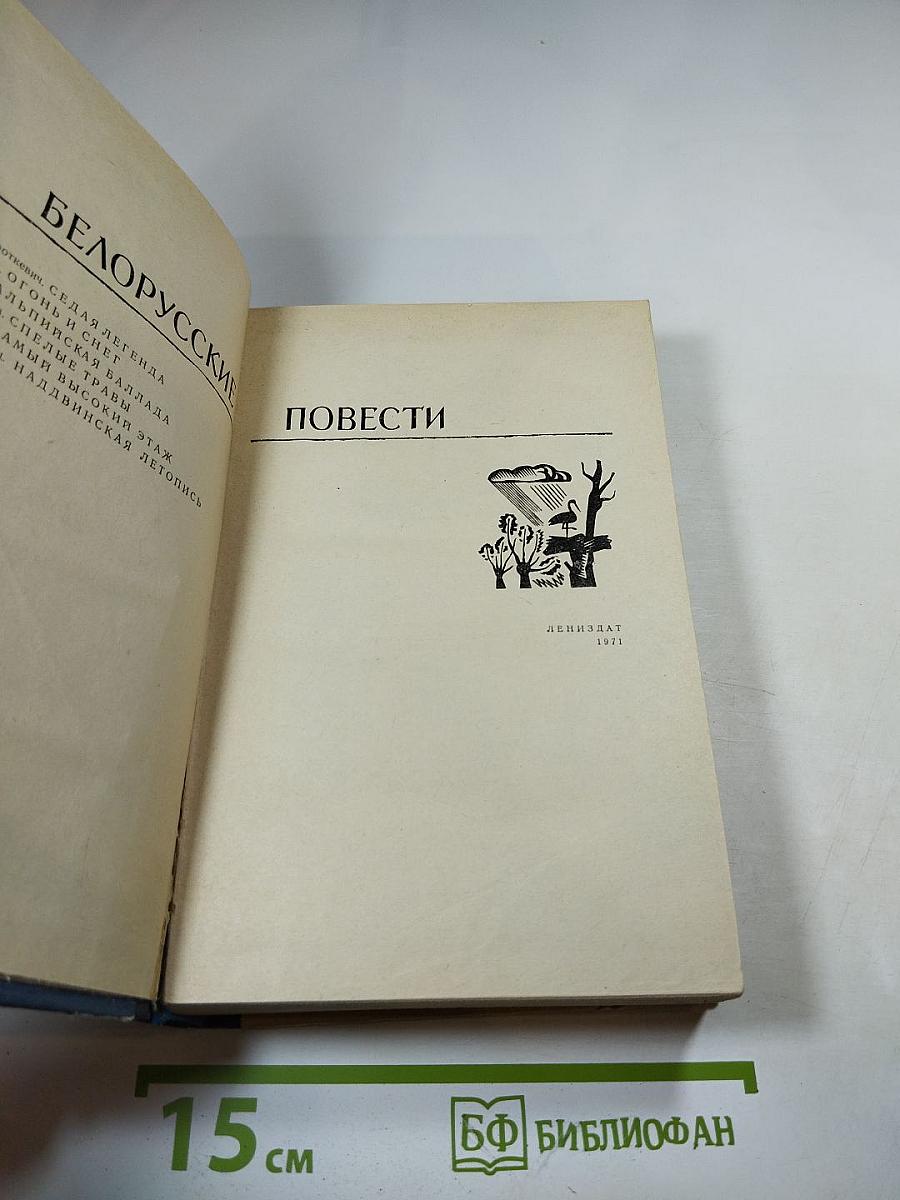 БЕЛОРУССКИЕ
СЕДАЯ ЛЕГЕНДА
ОГОНЬ И СНЕГ
АЛЬПИЙСКАЯ БАЛЛАДА
СПЕЛЫЕ ТРАВЫ
САМЫЙ ВЫСОКИЙ ЭТАЖ
НАДДВИНСКАЯ ЛЕТОПИСЬ
ПОВЕСТИ
ЛЕНИЗДАТ
1971
15 см
БФ БИБЛИОФАН